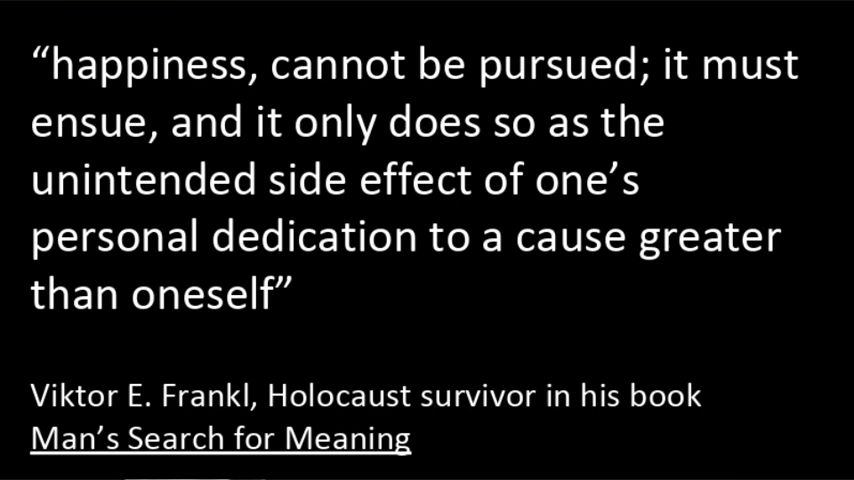 “happiness, cannot be pursued; it must
ensue, and it only does so as the
unintended side effect of one’s
personal dedication to a cause greater
than oneself”
Viktor E. Frankl, Holocaust survivor in his book
Man’s Search for Meaning